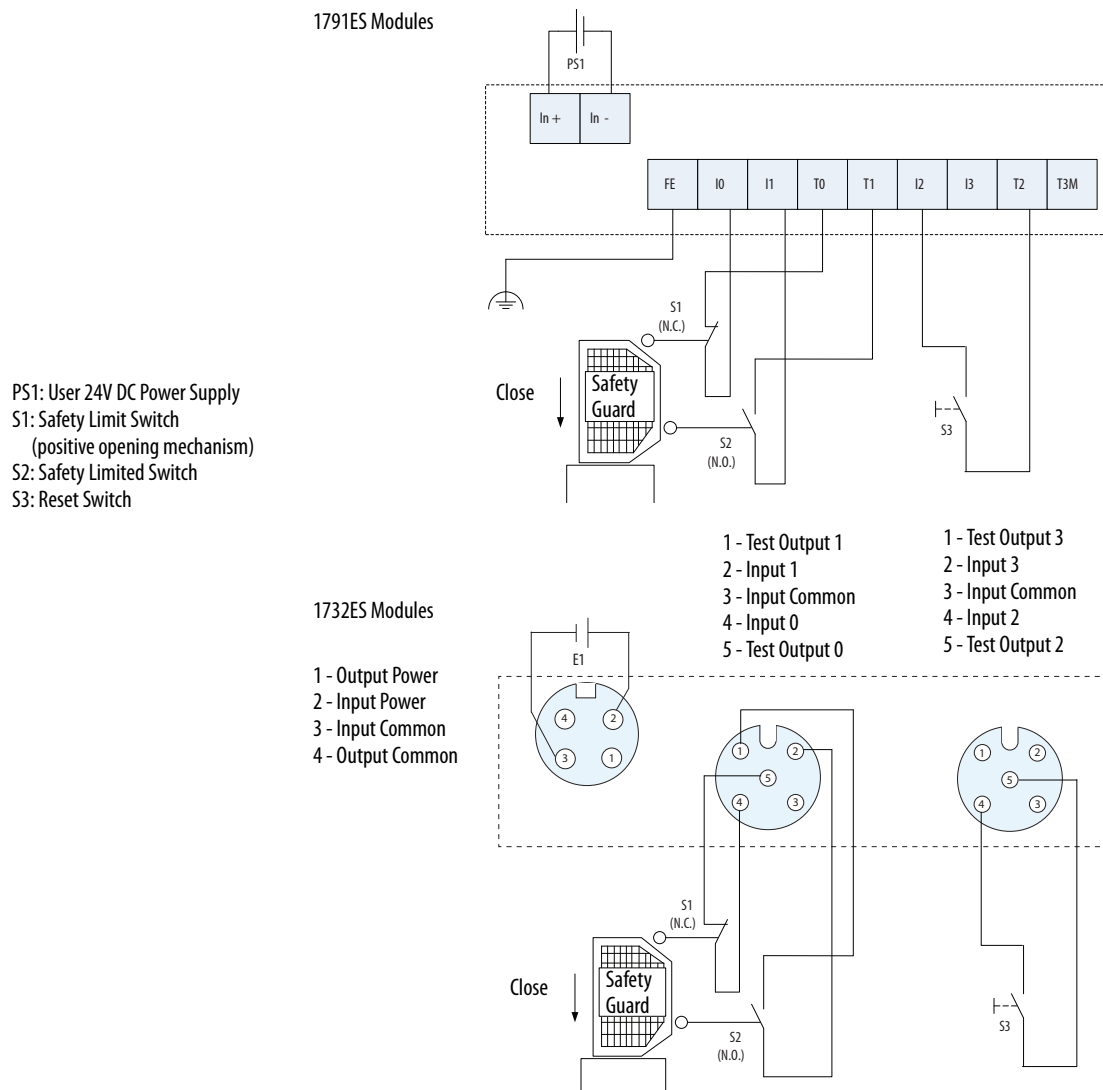 1791ES Modules
PS1
In +
In -
FE
I0
I1
T0
T1
I2
I3
T2
T3M
S1
(N.C.)
Close
Safety
Guard
S2
(N.O.)
S3
PS1: User 24V DC Power Supply
S1: Safety Limit Switch
(positive opening mechanism)
S2: Safety Limited Switch
S3: Reset Switch
1 - Test Output 1
2 - Input 1
3 - Input Common
4 - Input 0
5 - Test Output 0
1 - Test Output 3
2 - Input 3
3 - Input Common
4 - Input 2
5 - Test Output 2
1732ES Modules
1 - Output Power
2 - Input Power
3 - Input Common
4 - Output Common
E1
4
2
3
1
1
2
5
4
3
1
2
5
4
3
S1
(N.C.)
Close
Safety
Guard
S2
(N.O.)
S3